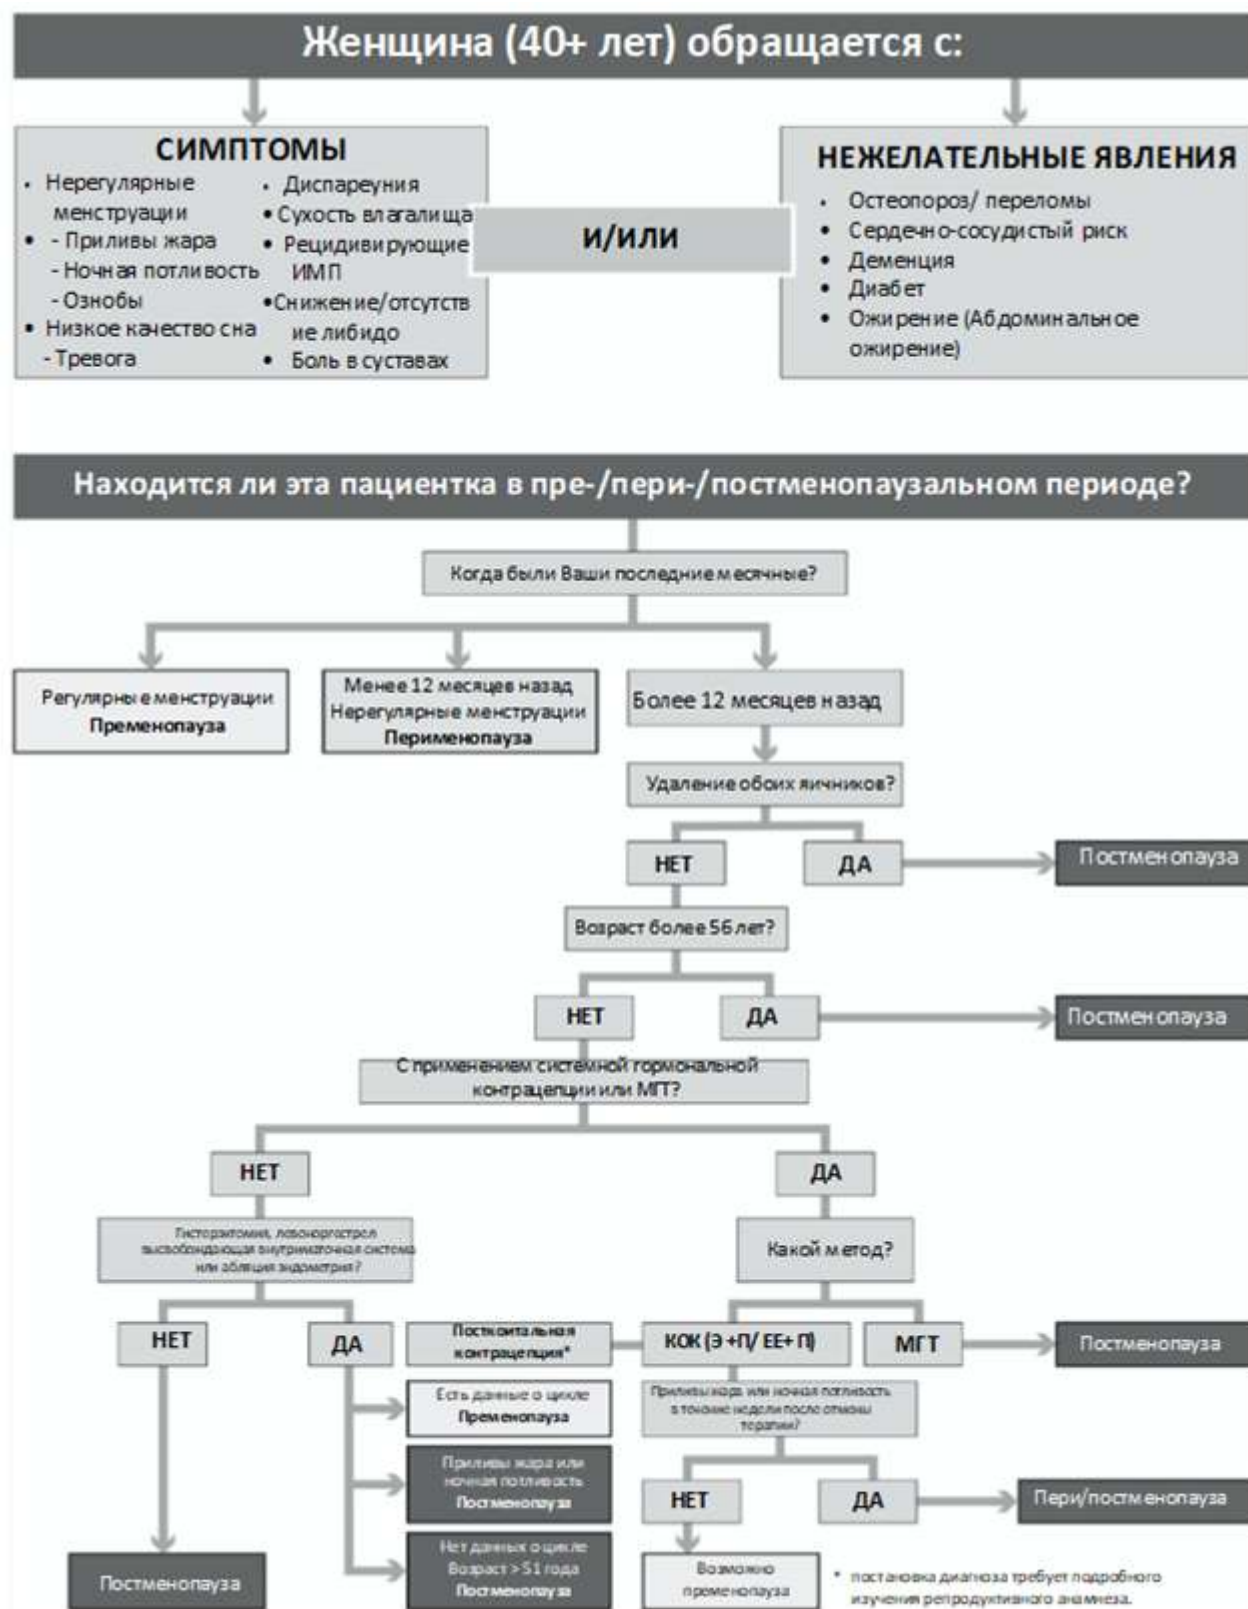 Женщина (40+ лет) обращается с:
СИМПТОМЫ
• Нерегулярные
менструации
• - Приливы жара
- Ночная потливость
- Ознобы
• Низкое качество сна
- Тревога
• Диспареуния
• Сухость влагалища
• Рецидивирующие
ИМП
• Снижение/отсутств
ие либидо
• Боль в суставах
И/ИЛИ
НЕЖЕЛАТЕЛЬНЫЕ ЯВЛЕНИЯ
• Остеопороз/ переломы
• Сердечно-сосудистый риск
• Деменция
• Диабет
• Ожирение (Абдоминальное
ожирение)
Находится ли эта пациентка в пре-/пери-/постменопаузальном периоде?
Когда были Ваши последние месячные?
Регулярные менструации
Пременопауза
Менее 12 месяцев назад
Нерегулярные менструации
Перименопауза
Более 12 месяцев назад
Удаление обоих яичников?
НЕТ
ДА
Постменопауза
Возраст более 56 лет?
НЕТ
ДА
Постменопауза
С применением системной гормональной
контрацепции или МГТ?
НЕТ
ДА
Гистерэктомия, левоноргестрел
высвобождающая внутриматочная система
или абляция эндометрия?
Какой метод?
НЕТ
ДА
Посткоитальная
контрацепция*
КОК (Э +П/ ЕЕ+ П)
МГТ
Постменопауза
Есть данные о цикле
Пременопауза
Приливы жара или ночная потливость
в течение недели после отмены
терапии?
Приливы жара или
ночная потливость
Постменопауза
НЕТ
ДА
Пери/постменопауза
Нет данных о цикле
Возраст > 51 года
Постменопауза
Постменопауза
Возможно
пременопауза
* постановка диагноза требует подробного
изучения репродуктивного анамнеза.